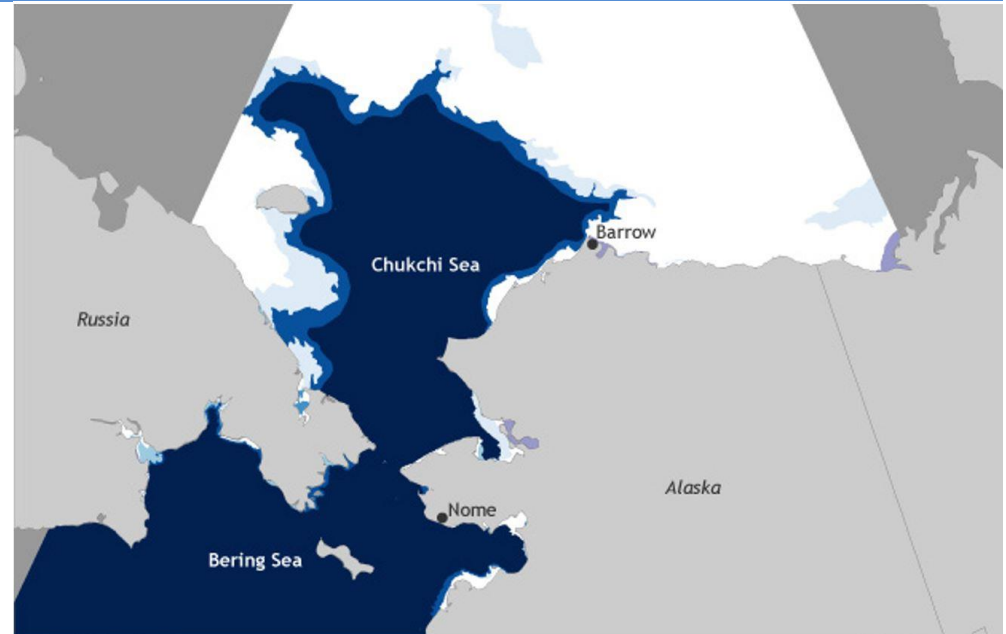 Barrow
Chukchi Sea
Russia
Alaska
Nome
Bering Sea